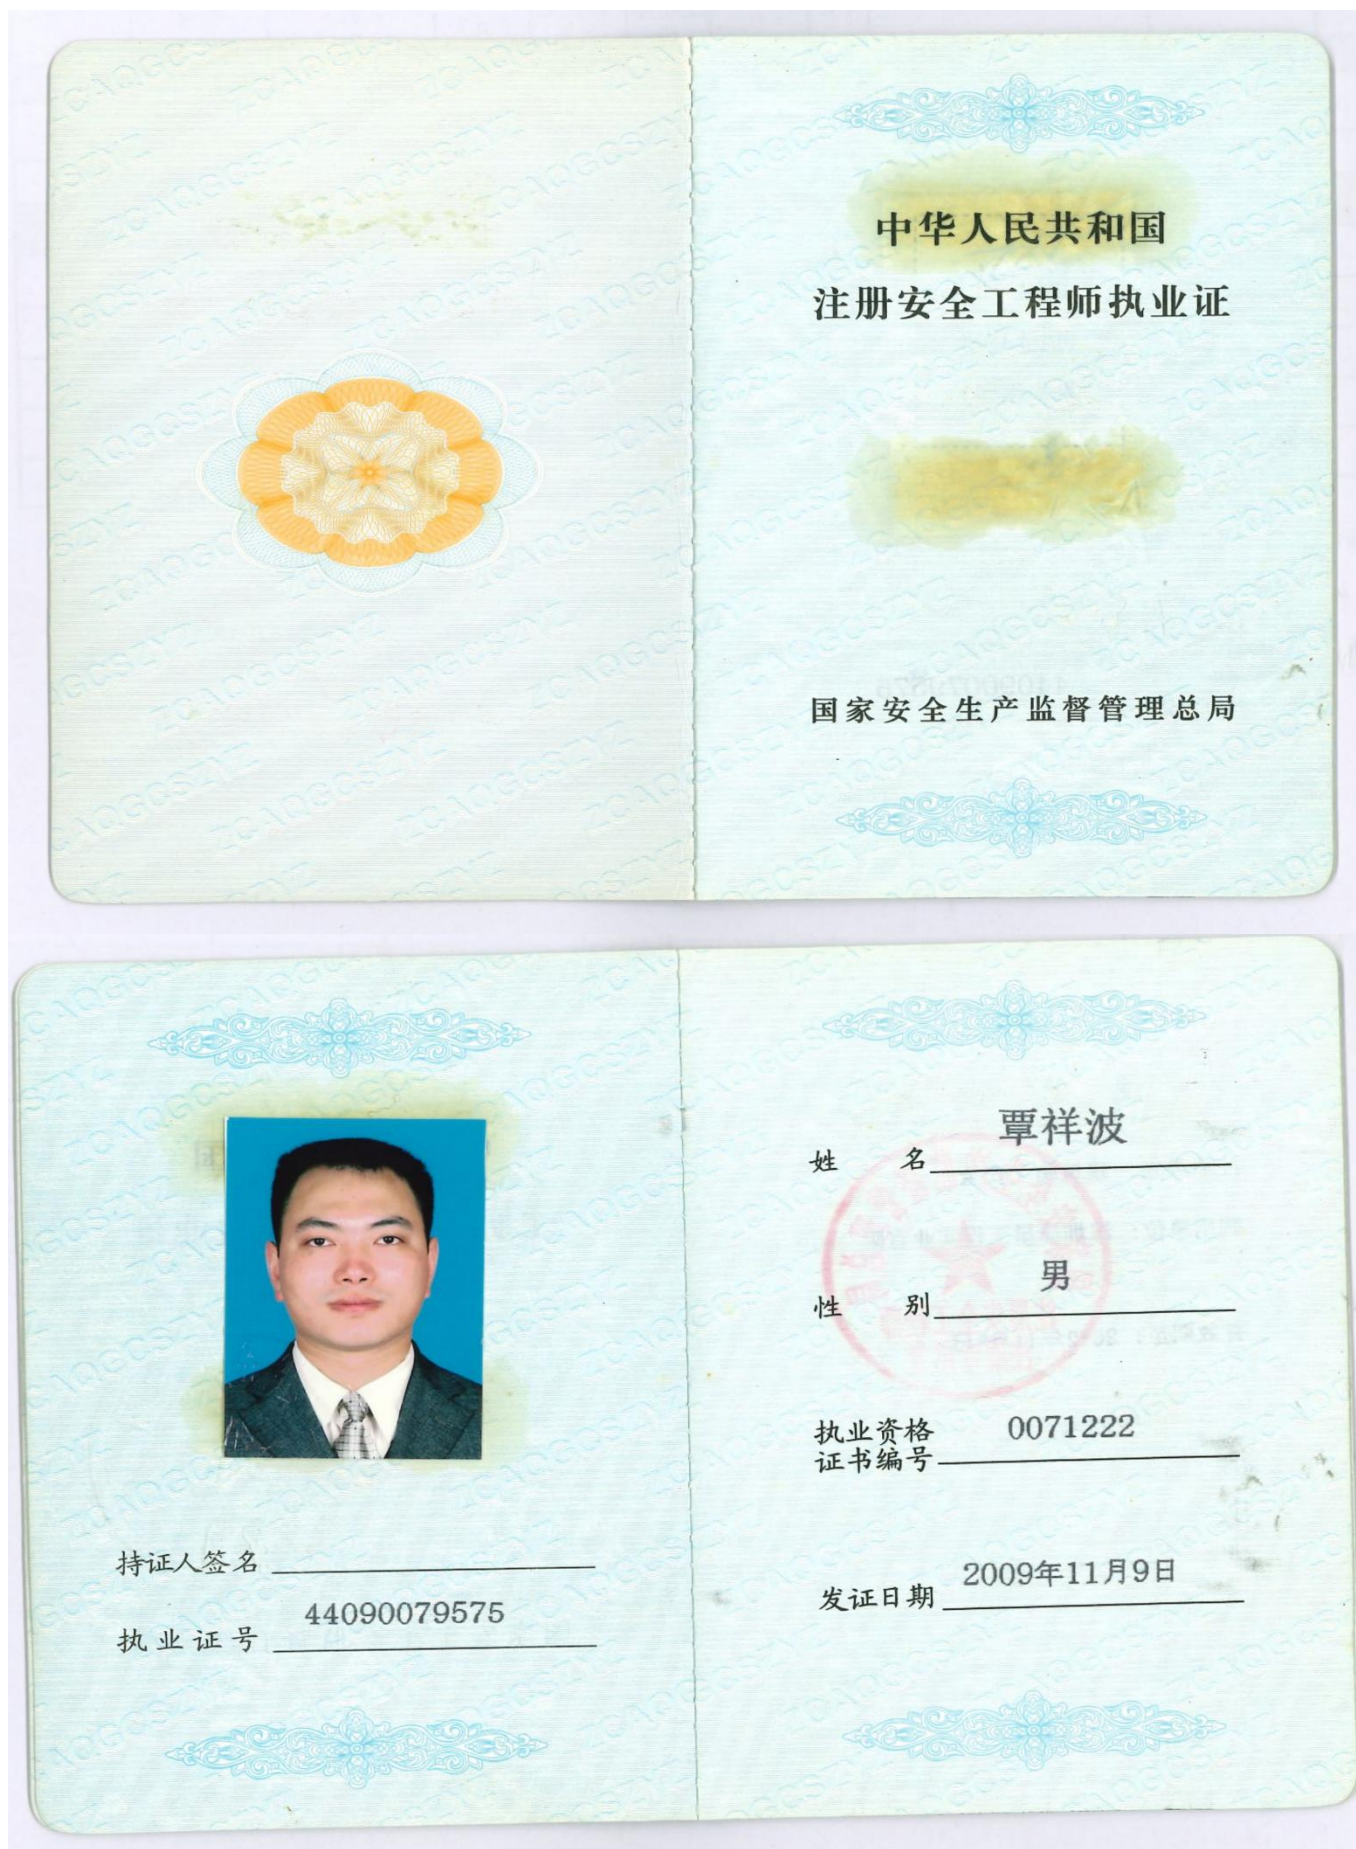 中华人民共和国
注册安全工程师执业证
国家安全生产监督管理总局
持证人签名
执业证号 44090079575
姓名 覃祥波
性别 男
执业资格
证书编号 0071222
发证日期 2009年11月9日